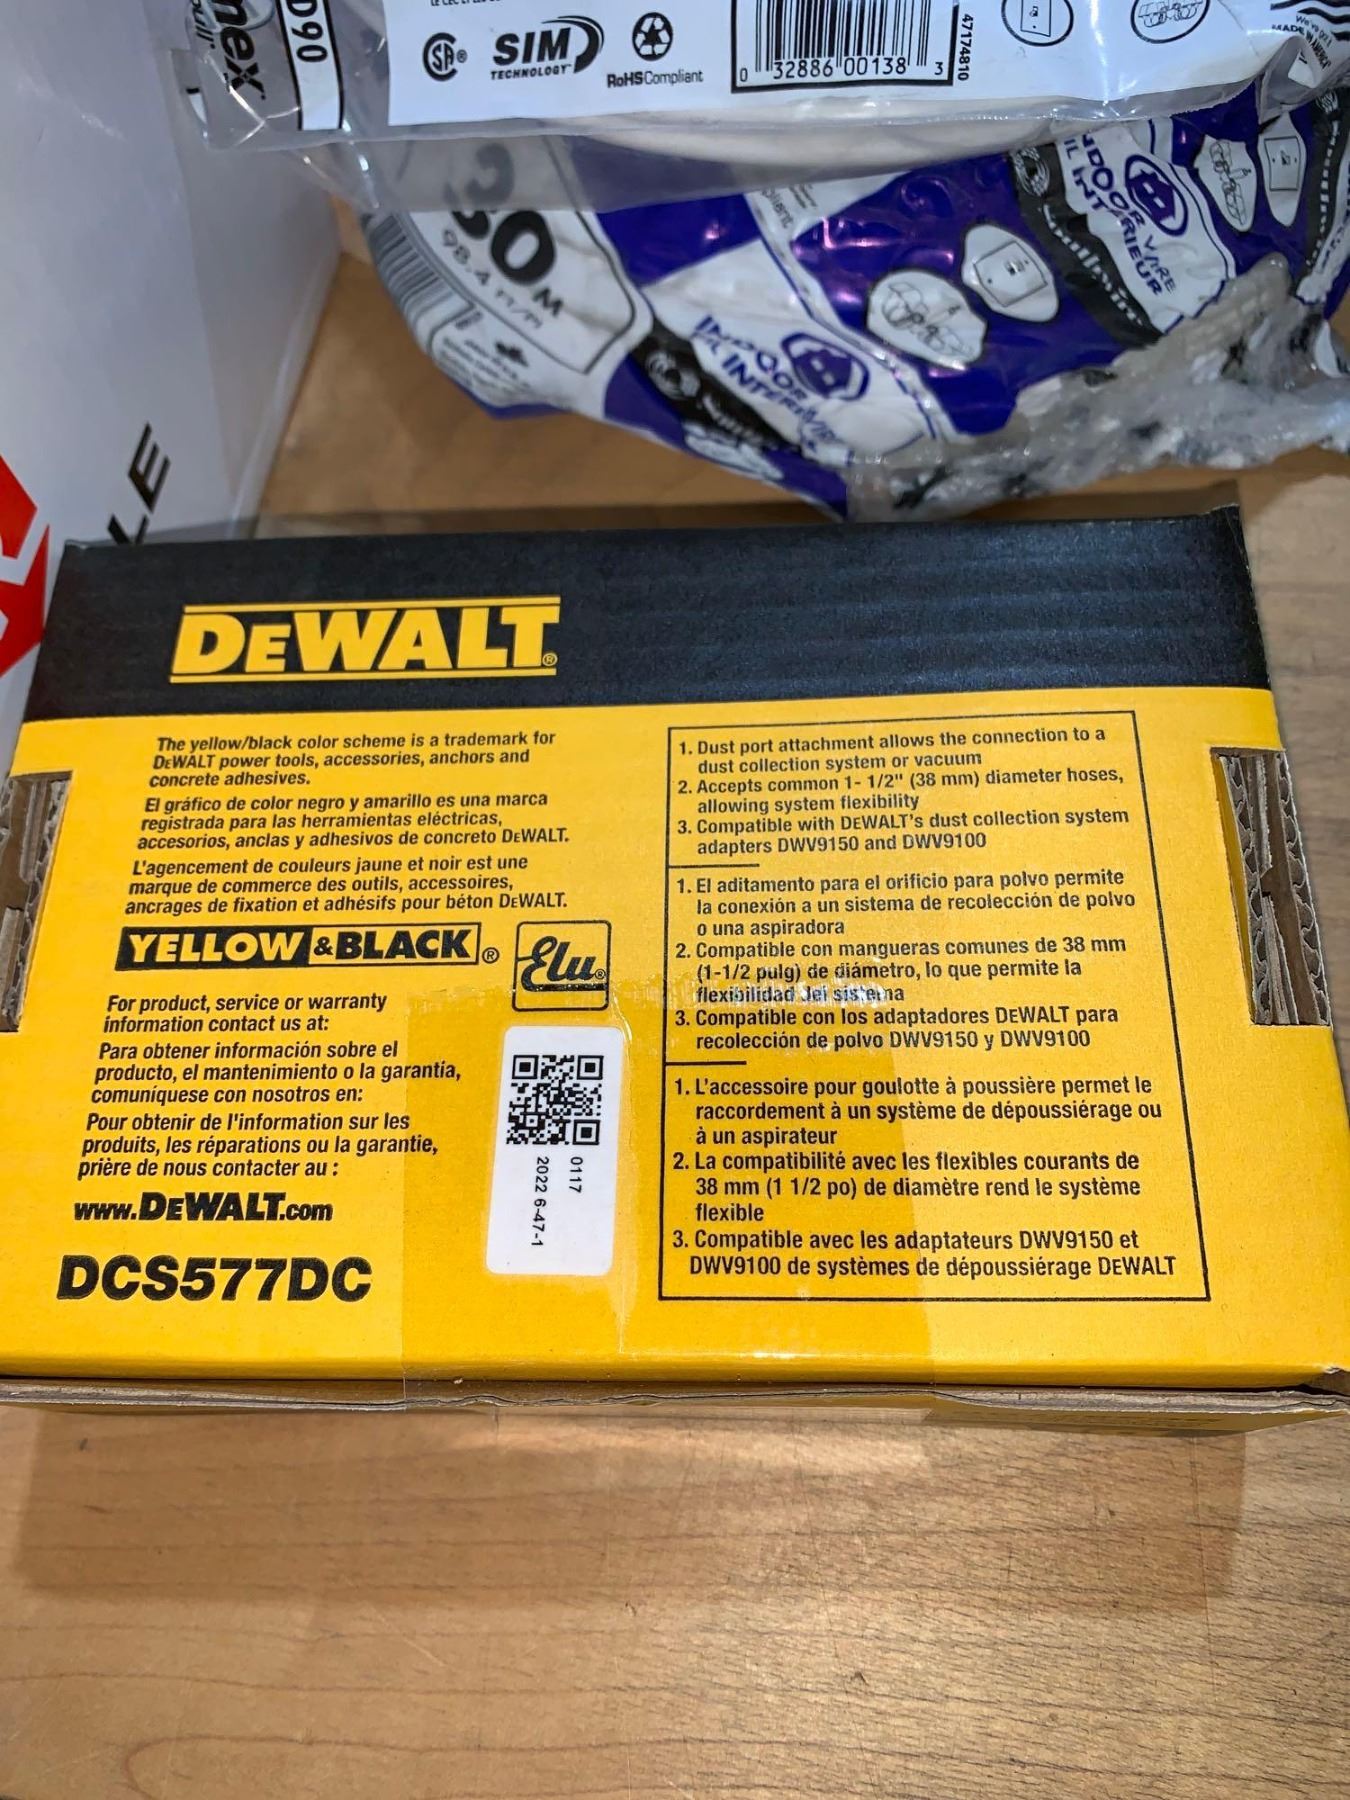 D90
SIM
TECHNOLOGY
RoHS Compliant
0 32886 00138 3
47174810
30 M
98.4
INDOOR WIRE
INTÉRIEUR
INDOOR
INTÉRIEUR
LE
DEWALT®
The yellow/black color scheme is a trademark for
DEWALT power tools, accessories, anchors and
concrete adhesives.
El gráfico de color negro y amarillo es una marca
registrada para las herramientas eléctricas,
accesorios, anclas y adhesivos de concreto DEWALT.
L'agencement de couleurs jaune et noir est une
marque de commerce des outils, accessoires,
ancrages de fixation et adhésifs pour béton DEWALT.
YELLOW & BLACK®
Elu®
For product, service or warranty
information contact us at:
Para obtener información sobre el
producto, el mantenimiento o la garantía,
comuníquese con nosotros en:
Pour obtenir de l'information sur les
produits, les réparations ou la garantie,
prière de nous contacter au :
www.DEWALT.com
DCS577DC
0117
2022 6-47-1
1. Dust port attachment allows the connection to a
dust collection system or vacuum
2. Accepts common 1- 1/2" (38 mm) diameter hoses,
allowing system flexibility
3. Compatible with DEWALT's dust collection system
adapters DWV9150 and DWV9100
1. El aditamento para el orificio para polvo permite
la conexión a un sistema de recolección de polvo
o una aspiradora
2. Compatible con mangueras comunes de 38 mm
(1-1/2 pulg) de diámetro, lo que permite la
flexibilidad del sistema
3. Compatible con los adaptadores DEWALT para
recolección de polvo DWV9150 y DWV9100
1. L'accessoire pour goulotte à poussière permet le
raccordement à un système de dépoussiérage ou
à un aspirateur
2. La compatibilité avec les flexibles courants de
38 mm (1 1/2 po) de diamètre rend le système
flexible
3. Compatible avec les adaptateurs DWV9150 et
DWV9100 de systèmes de dépoussiérage DEWALT